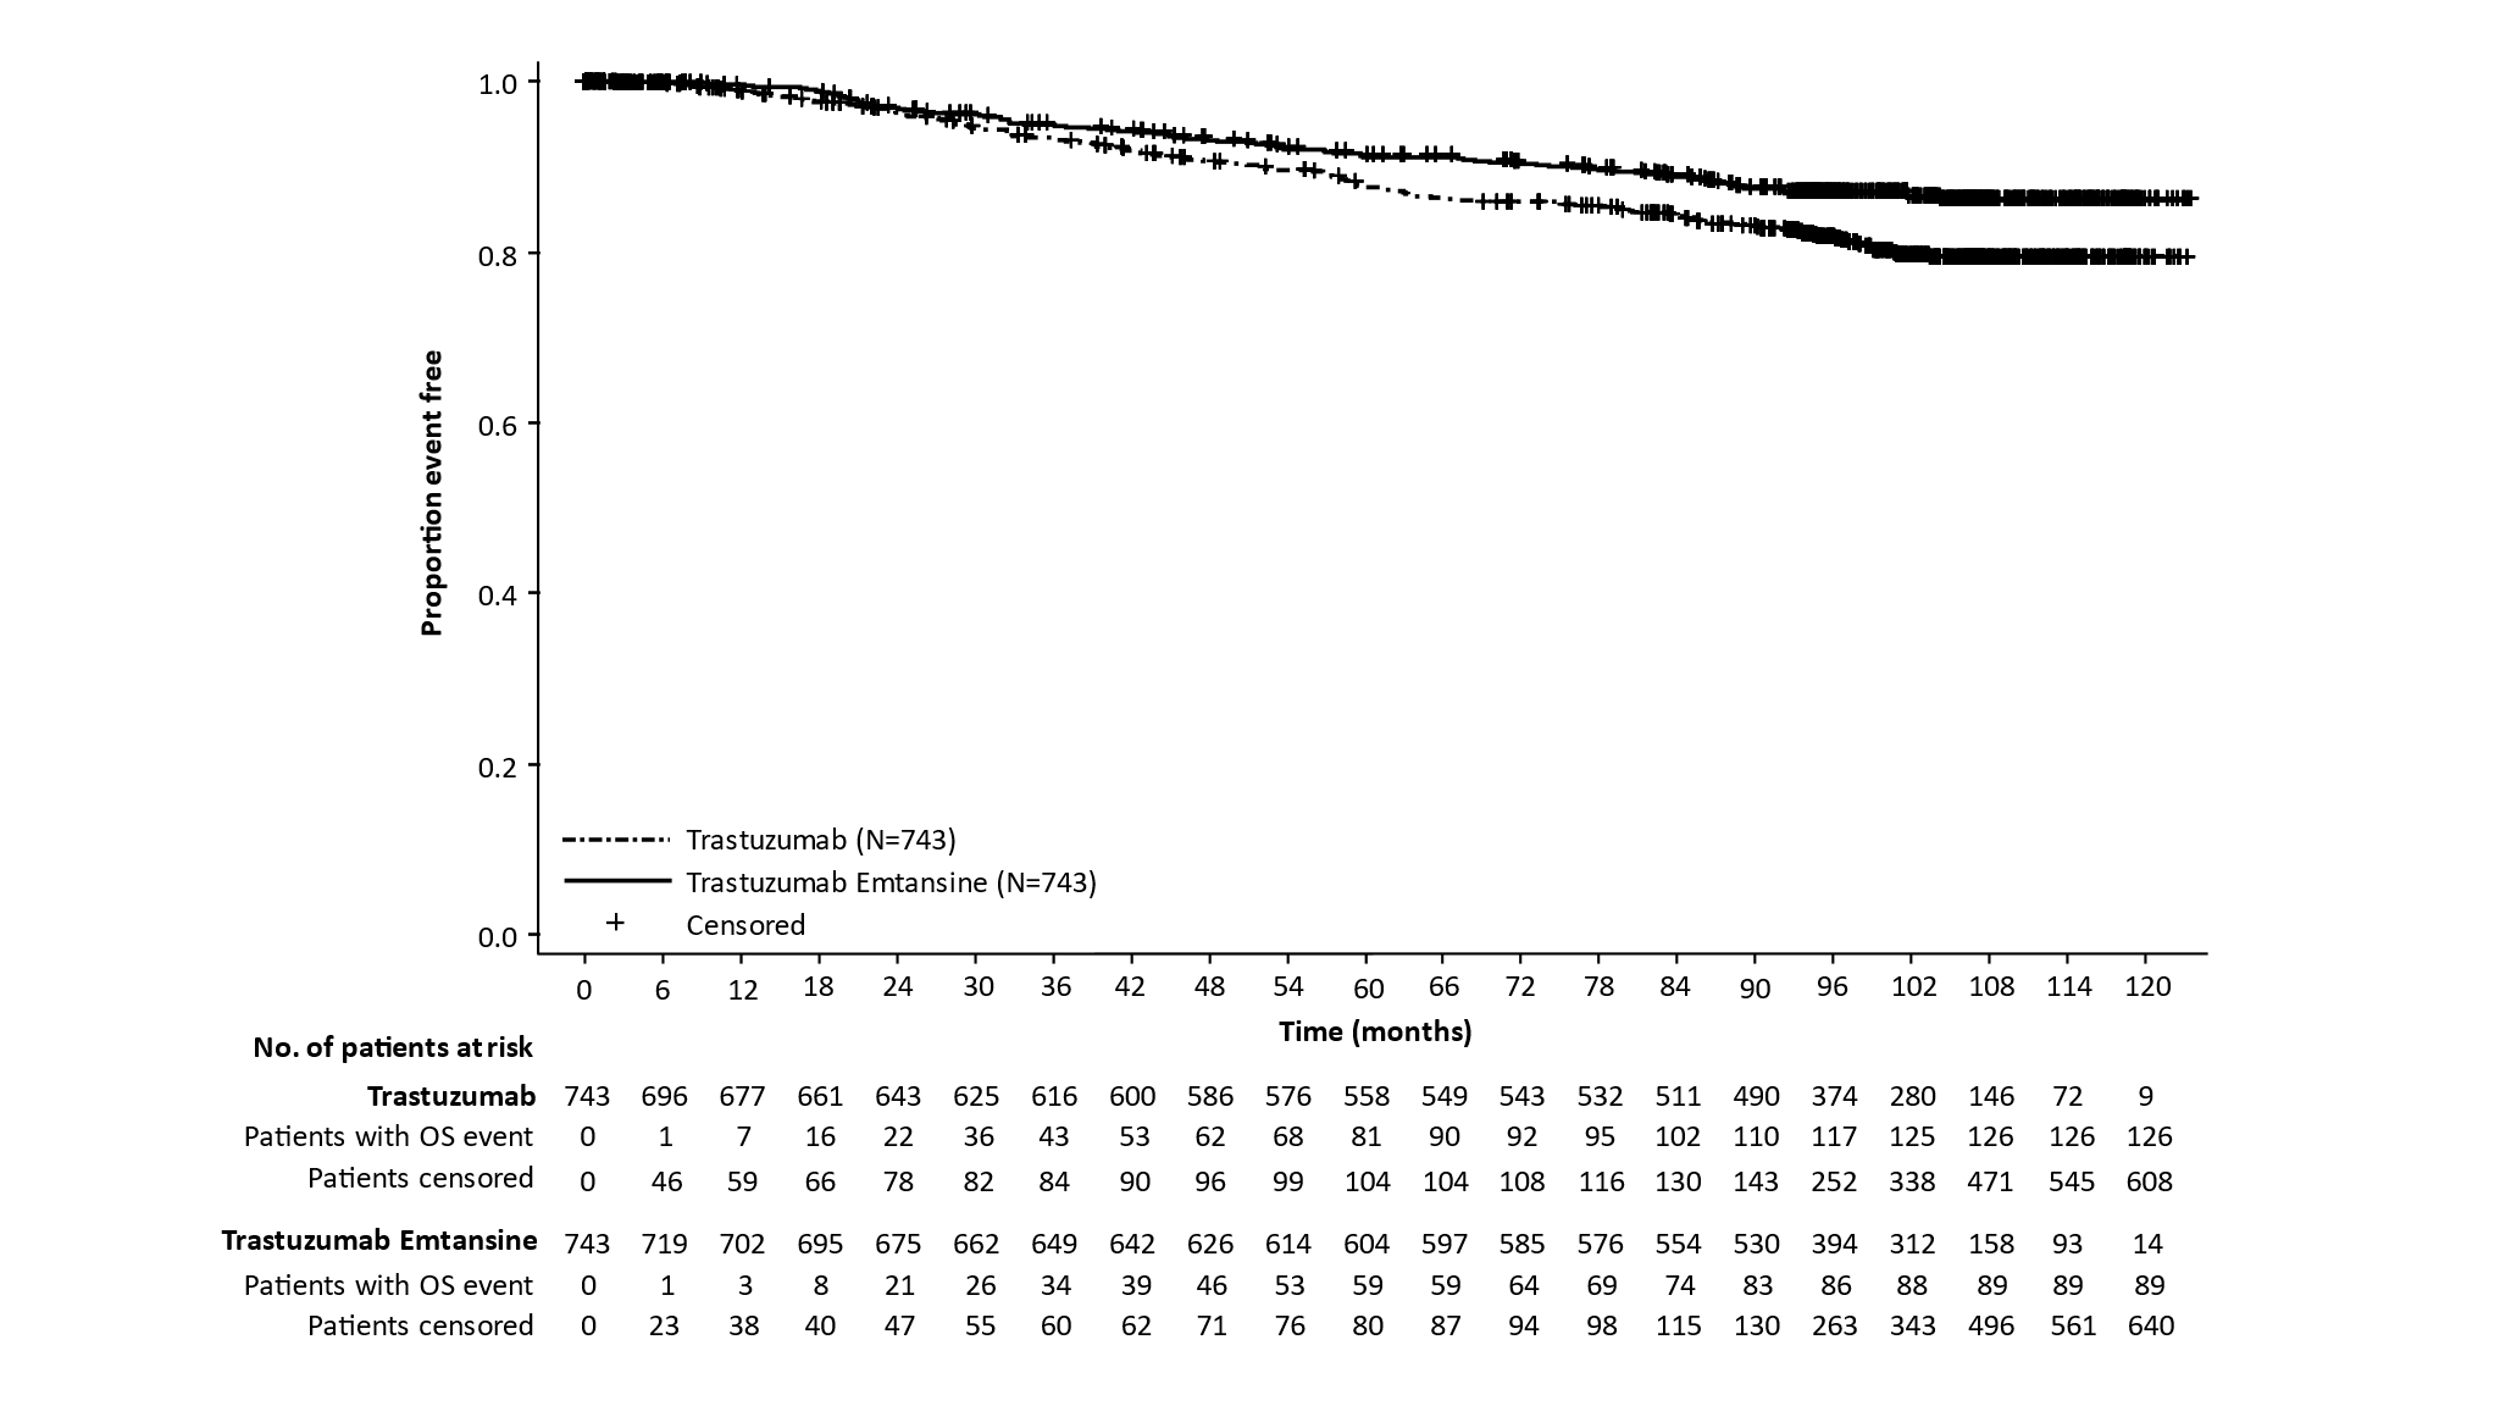 1.0
0.8
0.6
0.4
0.2
0.0
Proportion event free
Trastuzumab (N=743)
Trastuzumab Emtansine (N=743)
Censored
0 6 12 18 24 30 36 42 48 54 60 66 72 78 84 90 96 102 108 114 120
Time (months)
No. of patients at risk
Trastuzumab 743 696 677 661 643 625 616 600 586 576 558 549 543 532 511 490 374 280 146 72 9
Patients with OS event 0 1 7 16 22 36 43 53 62 68 81 90 92 95 102 110 117 125 126 126 126
Patients censored 0 46 59 66 78 82 84 90 96 99 104 104 108 116 130 143 252 338 471 545 608
Trastuzumab Emtansine 743 719 702 695 675 662 649 642 626 614 604 597 585 576 554 530 394 312 158 93 14
Patients with OS event 0 1 3 8 21 26 34 39 46 53 59 59 64 69 74 83 86 88 89 89 89
Patients censored 0 23 38 40 47 55 60 62 71 76 80 87 94 98 115 130 263 343 496 561 640